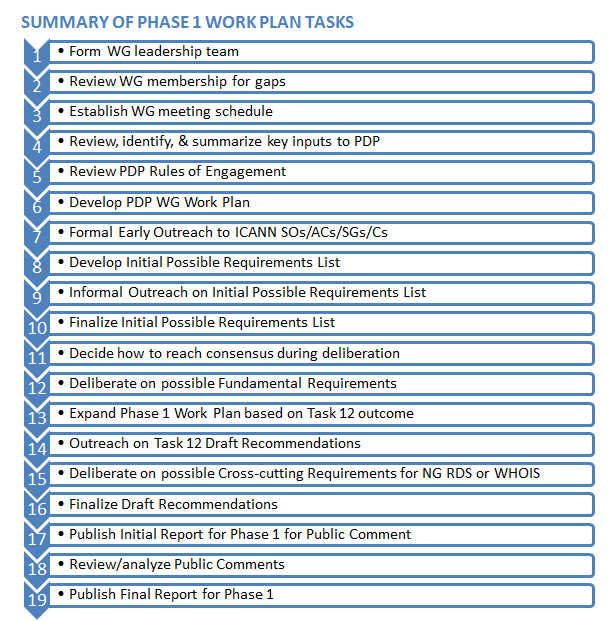 SUMMARY OF PHASE 1 WORK PLAN TASKS
1 • Form WG leadership team
2 • Review WG membership for gaps
3 • Establish WG meeting schedule
4 • Review, identify, & summarize key inputs to PDP
5 • Review PDP Rules of Engagement
6 • Develop PDP WG Work Plan
7 • Formal Early Outreach to ICANN SOs/ACs/SGs/Cs
8 • Develop Initial Possible Requirements List
9 • Informal Outreach on Initial Possible Requirements List
10 • Finalize Initial Possible Requirements List
11 • Decide how to reach consensus during deliberation
12 • Deliberate on possible Fundamental Requirements
13 • Expand Phase 1 Work Plan based on Task 12 outcome
14 • Outreach on Task 12 Draft Recommendations
15 • Deliberate on possible Cross-cutting Requirements for NG RDS or WHOIS
16 • Finalize Draft Recommendations
17 • Publish Initial Report for Phase 1 for Public Comment
18 • Review/analyze Public Comments
19 • Publish Final Report for Phase 1